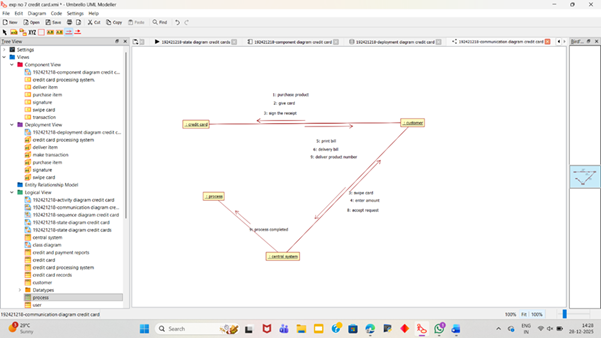 exp no 7 credit card.xmi * - Umbrello UML Modeller
File Edit Diagram Code Settings Help
New Open Save Cut Copy Paste Find
XYZ
Tree View
Settings
Views
Component View
192421218-component diagram credit c...
credit card processing system.
deliver item
purchase item
signature
swipe card
transaction
Deployment View
192421218-deployment diagram credit c...
credit card processing system
deliver item
make transaction
purchase item
signature
swipe card
Entity Relationship Model
Logical View
192421218-activity diagram credit card
192421218-communication diagram cre...
192421218-sequence diagram credit card
192421218-state diagram credit card
192421218-state diagram credit cards
central system
class diagram
credit and payment reports
credit card
credit card processing system
credit card records
customer
Datatypes
process
user
192421218-state diagram credit cards
192421218-component diagram credit card
192421218-deployment diagram credit card
192421218-communication diagram credit card
Bird'...
1: purchase product
2: give card
3: sign the receipt
: credit card
: customer
5: print bill
6: delivery bill
5: deliver product number
: process
4: enter amount
6: accept request
: central system
192421218-communication diagram credit card
100% Fit 100%
29°C
Sunny
Search
ENG
IN
14:28
20-12-2025